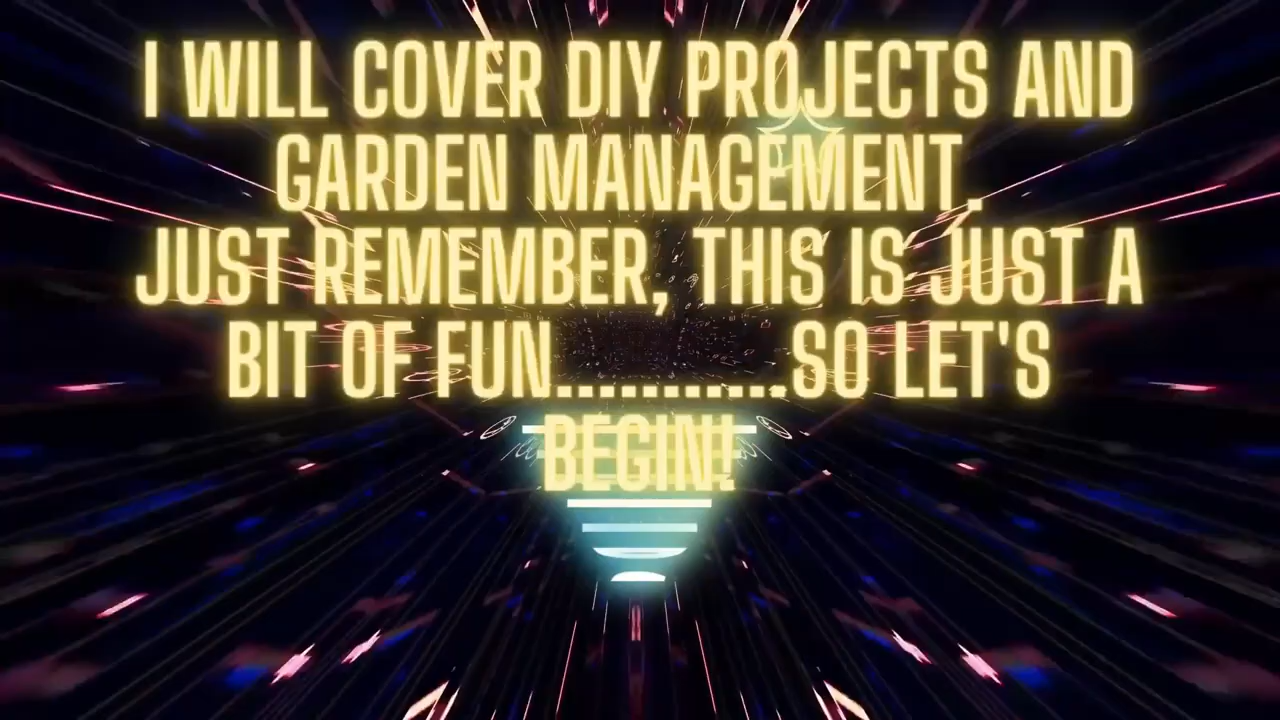 I WILL COVER DIY PROJECTS AND
GARDEN MANAGEMENT.
JUST REMEMBER, THIS IS JUST A
BIT OF FUN...........SO LET'S
BEGIN!